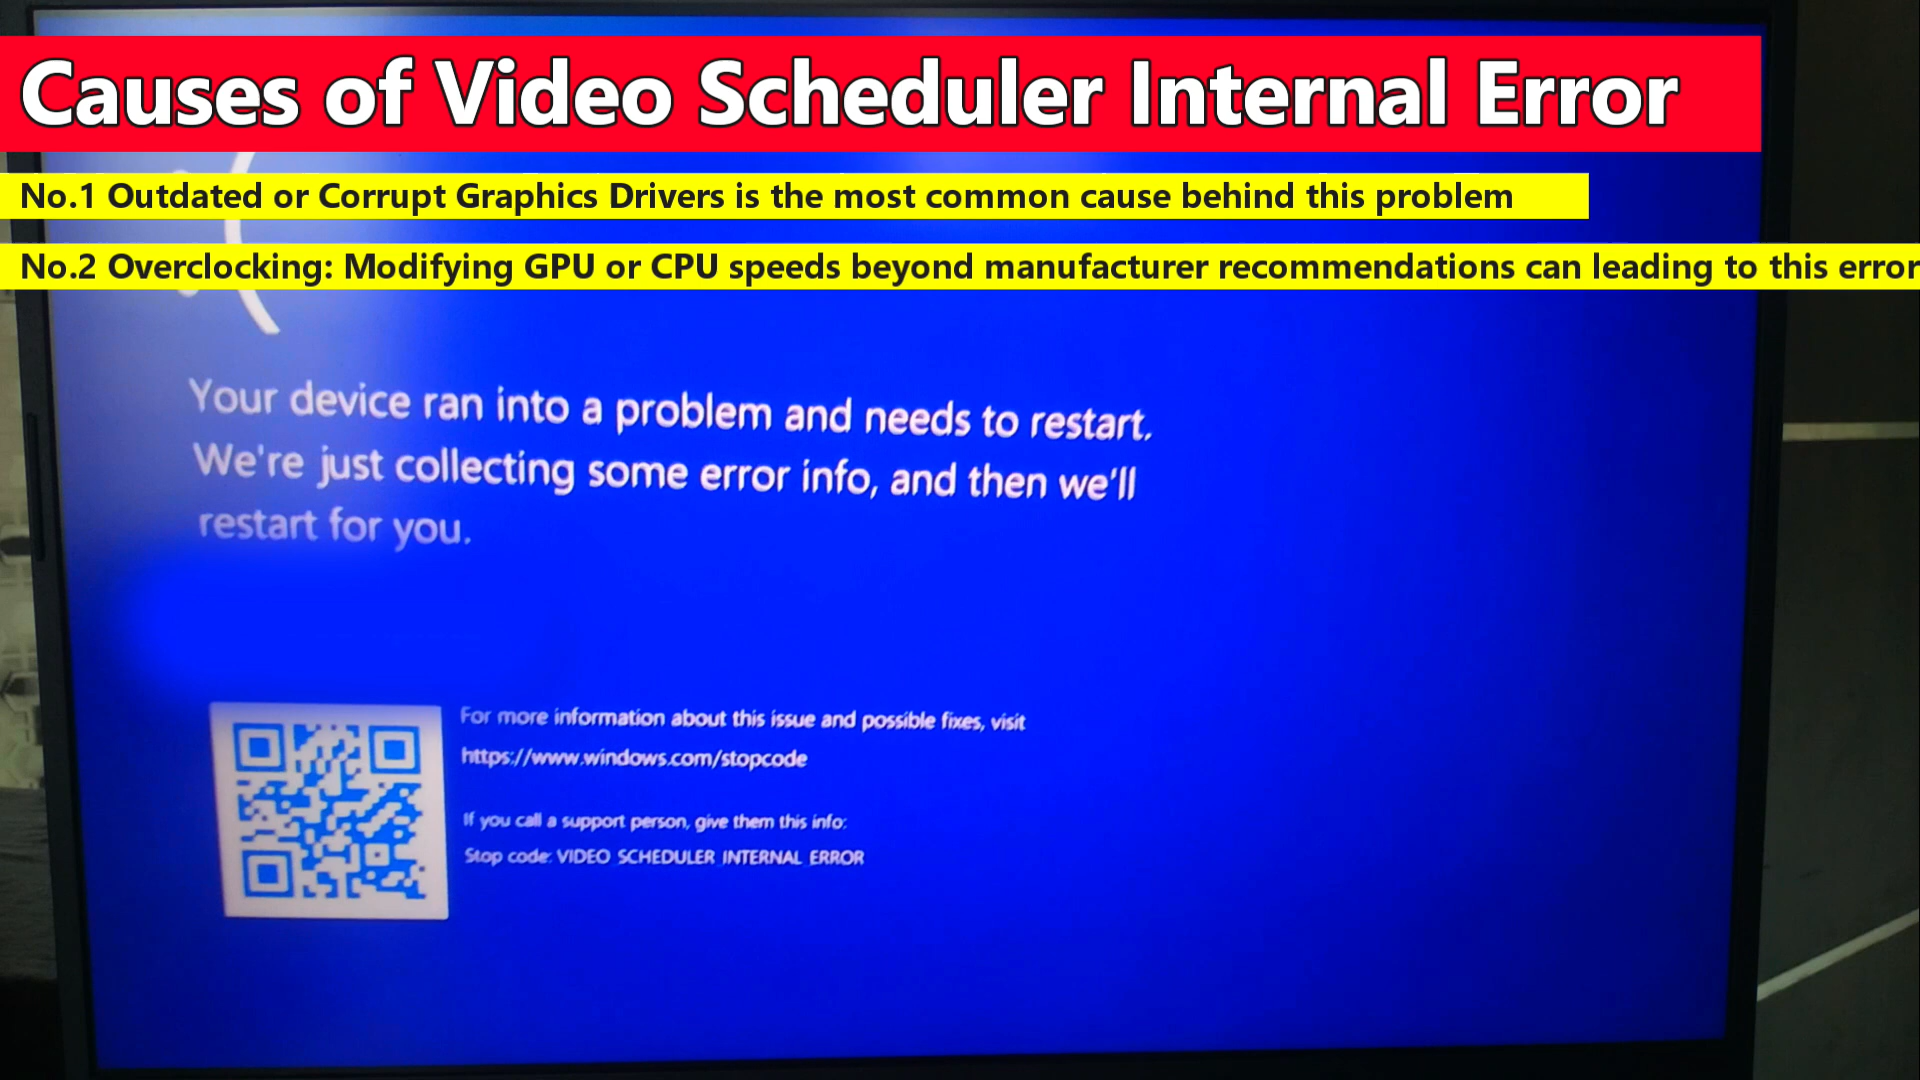 Causes of Video Scheduler Internal Error
No.1 Outdated or Corrupt Graphics Drivers is the most common cause behind this problem
No.2 Overclocking: Modifying GPU or CPU speeds beyond manufacturer recommendations can leading to this error
Your device ran into a problem and needs to restart.
We're just collecting some error info, and then we'll
restart for you.
For more information about this issue and possible fixes, visit
https://www.windows.com/stopcode
If you call a support person, give them this info:
Stop code: VIDEO SCHEDULER INTERNAL ERROR